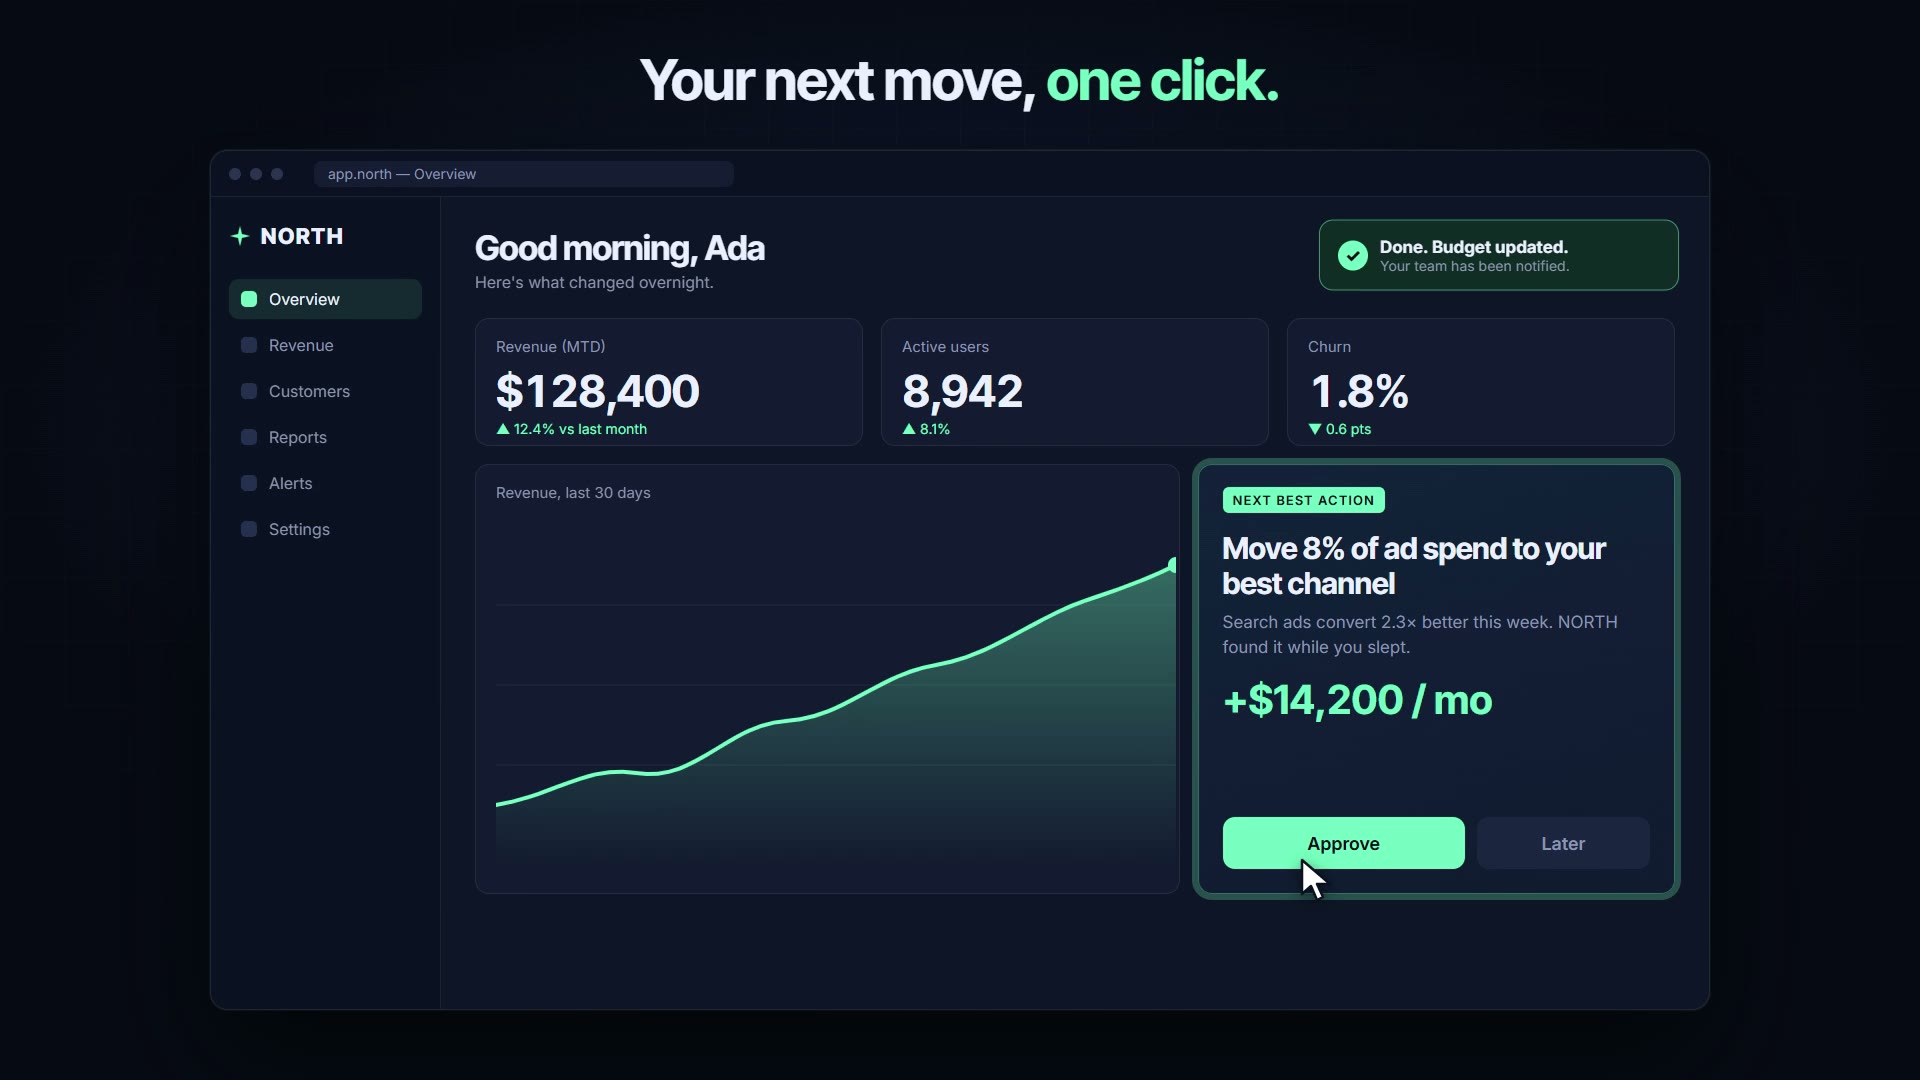 Your next move, one click.
app.north — Overview
NORTH
Overview
Revenue
Customers
Reports
Alerts
Settings
Good morning, Ada
Here's what changed overnight.
Done. Budget updated.
Your team has been notified.
Revenue (MTD)
$128,400
▲ 12.4% vs last month
Active users
8,942
▲ 8.1%
Churn
1.8%
▼ 0.6 pts
Revenue, last 30 days
NEXT BEST ACTION
Move 8% of ad spend to your
best channel
Search ads convert 2.3× better this week. NORTH
found it while you slept.
+$14,200 / mo
Approve
Later